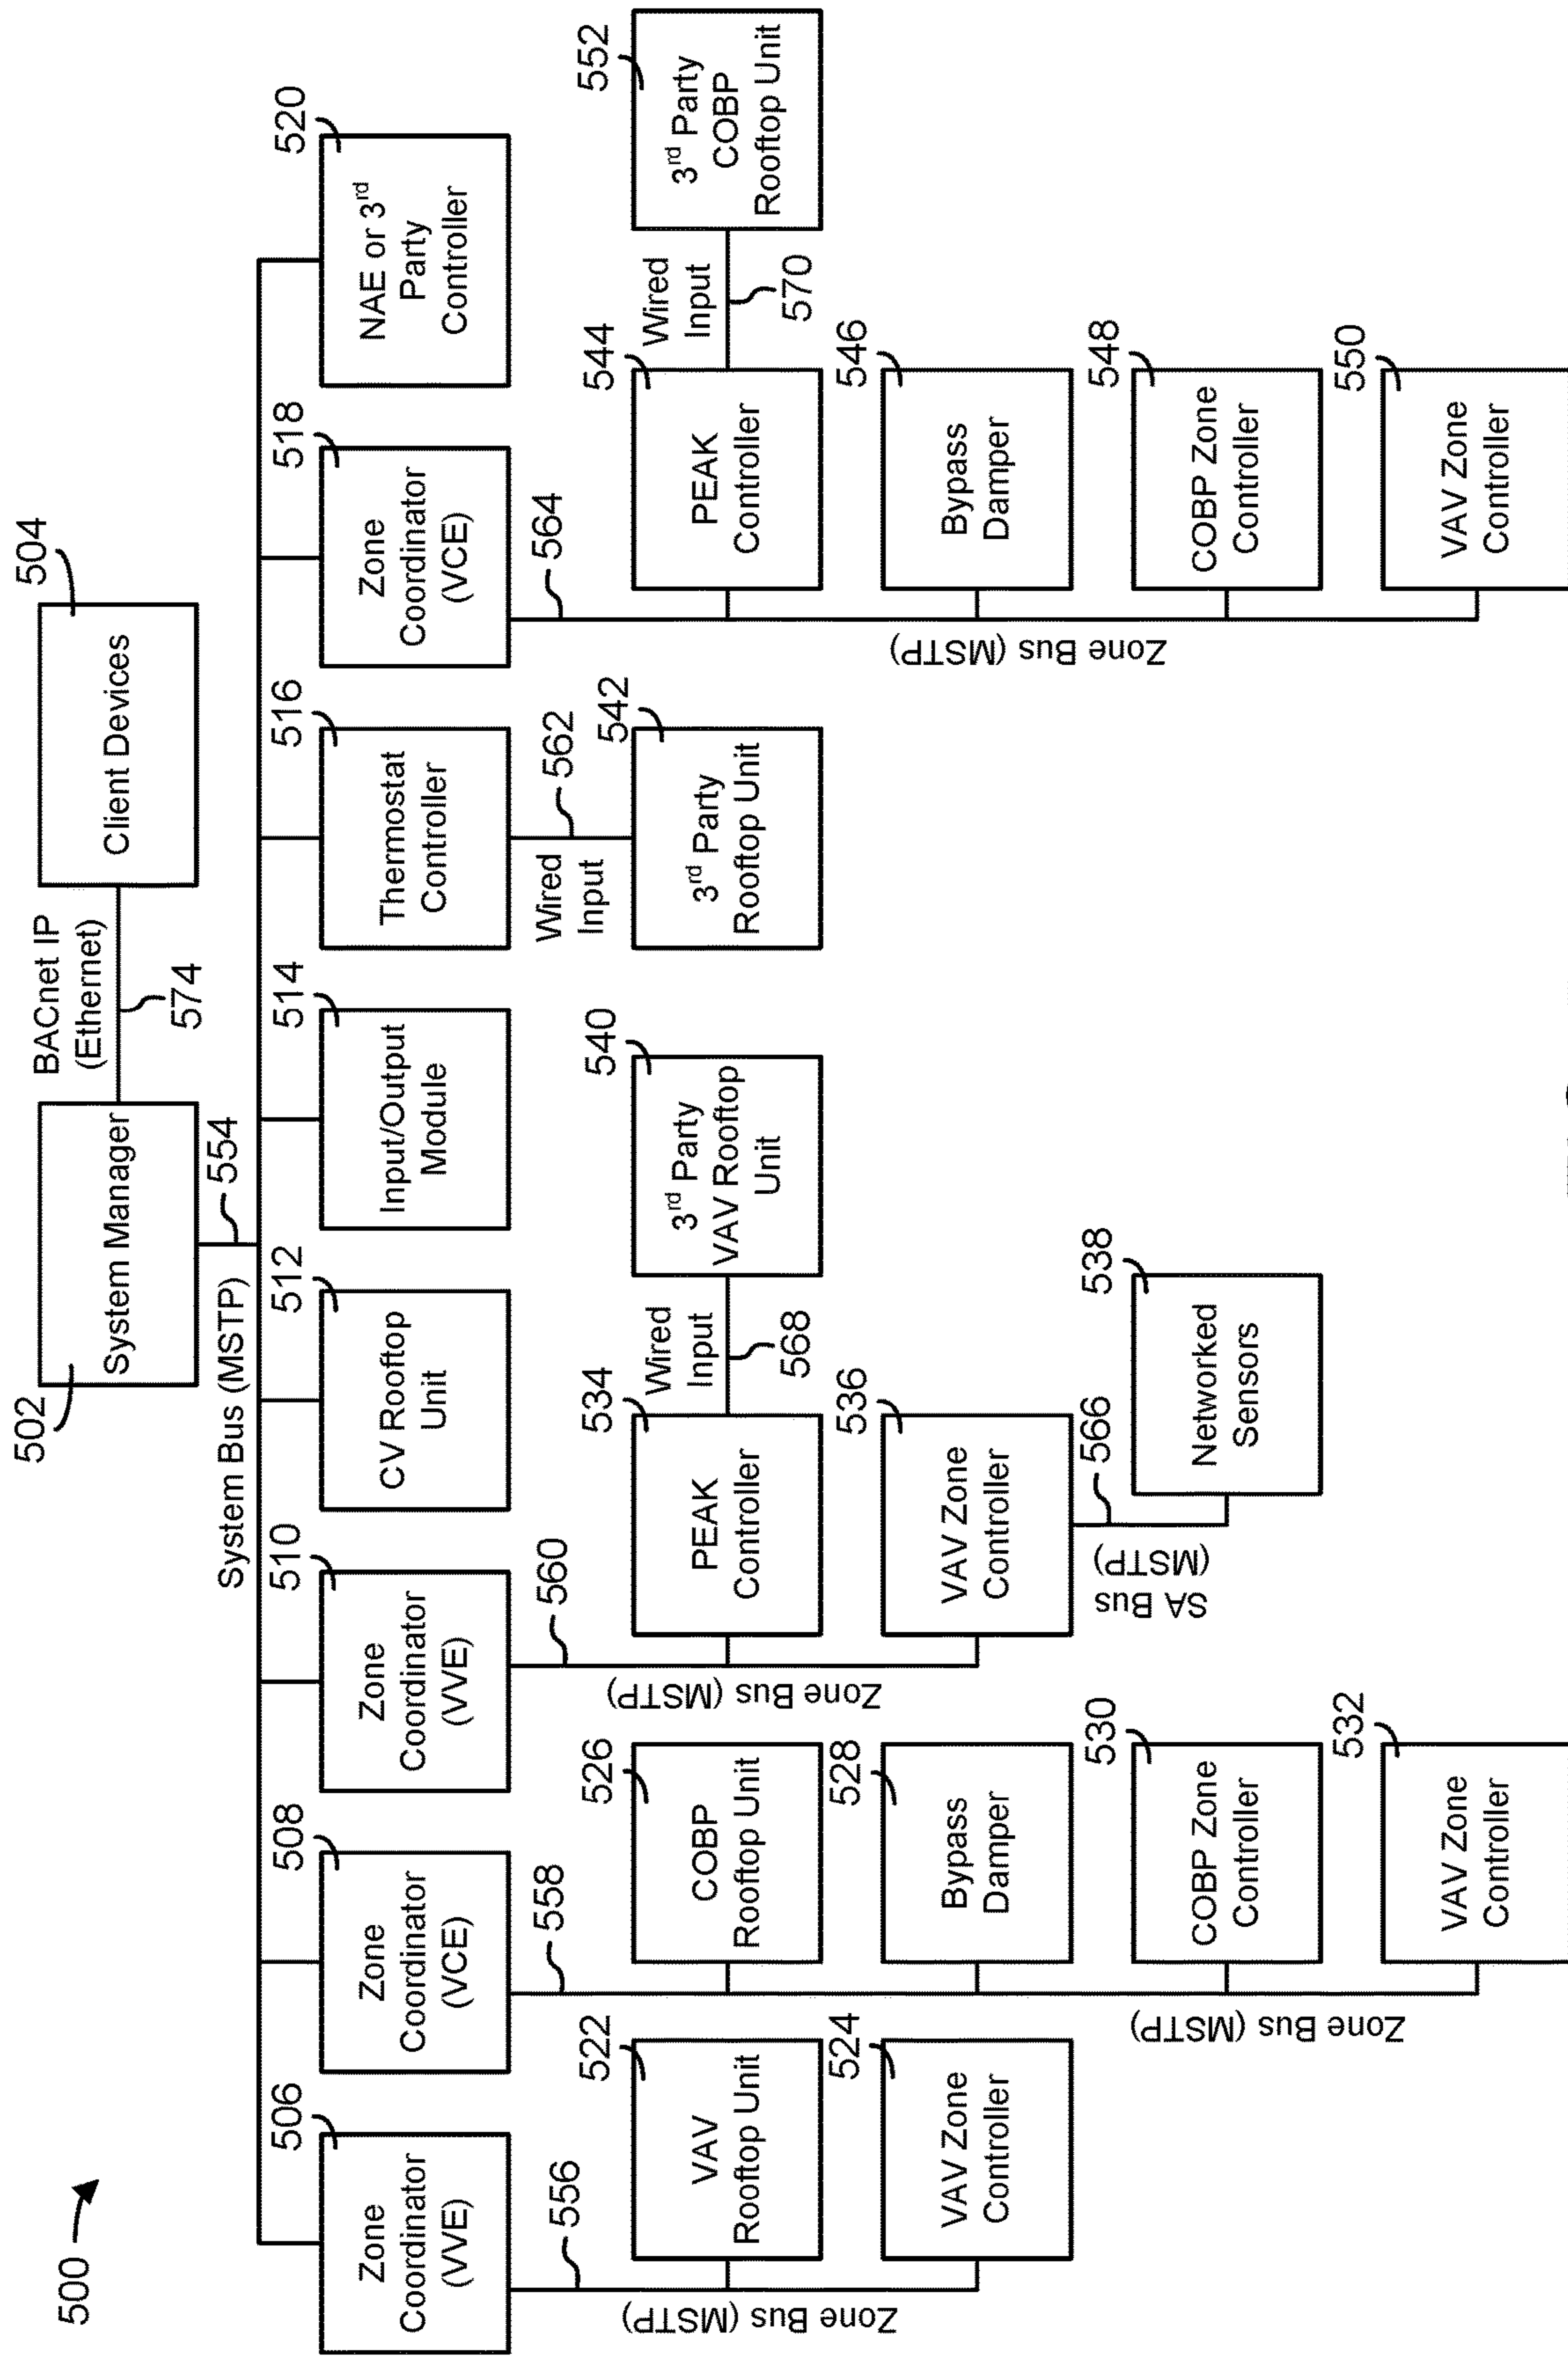 500
502
System Manager
BACnet IP
(Ethernet)
574
504
Client Devices
System Bus (MSTP)
554
506
Zone
Coordinator
(VVE)
508
Zone
Coordinator
(VCE)
510
Zone
Coordinator
(VVE)
512
CV Rooftop
Unit
514
Input/Output
Module
516
Thermostat
Controller
518
Zone
Coordinator
(VCE)
520
NAE or 3rd
Party
Controller
556
Zone Bus (MSTP)
522
VAV
Rooftop Unit
524
VAV Zone
Controller
558
Zone Bus (MSTP)
526
COBP
Rooftop Unit
528
Bypass
Damper
530
COBP Zone
Controller
532
VAV Zone
Controller
560
Zone Bus (MSTP)
534
PEAK
Controller
Wired
Input
568
540
3rd Party
VAV Rooftop
Unit
536
VAV Zone
Controller
566
SA Bus
(MSTP)
538
Networked
Sensors
562
Wired
Input
542
3rd Party
Rooftop Unit
564
Zone Bus (MSTP)
544
PEAK
Controller
Wired
Input
570
552
3rd Party
COBP
Rooftop Unit
546
Bypass
Damper
548
COBP Zone
Controller
550
VAV Zone
Controller